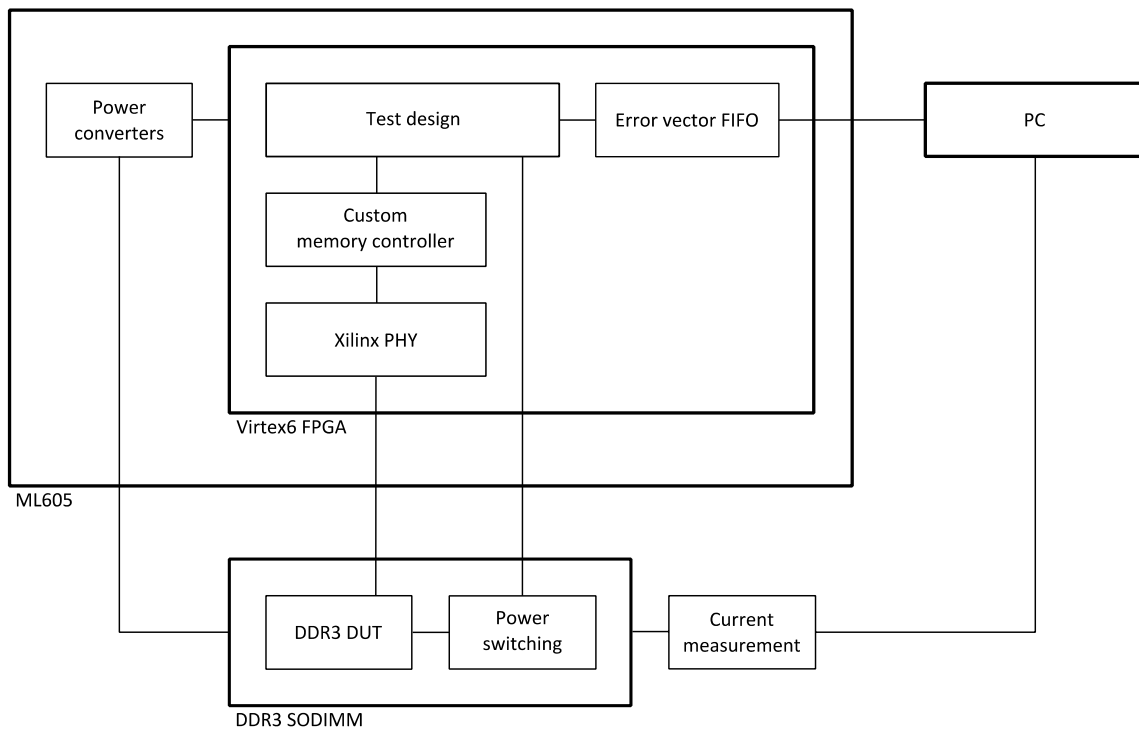 Power
converters
Test design
Error vector FIFO
PC
Custom
memory controller
Xilinx PHY
Virtex6 FPGA
ML605
DDR3 DUT
Power
switching
Current
measurement
DDR3 SODIMM